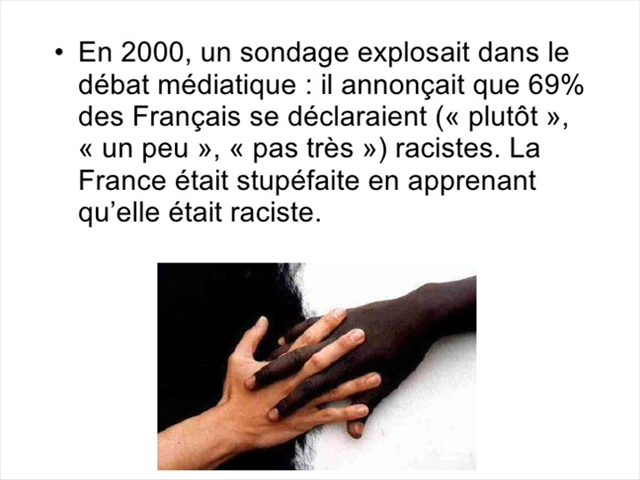 • En 2000, un sondage explosait dans le
débat médiatique : il annonçait que 69%
des Français se déclaraient (« plutôt »,
« un peu », « pas très ») racistes. La
France était stupéfaite en apprenant
qu’elle était raciste.